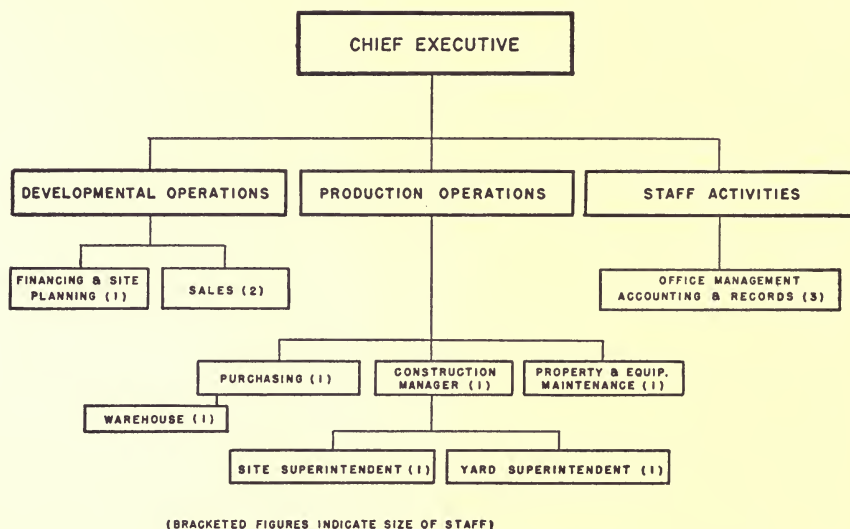 CHIEF EXECUTIVE
DEVELOPMENTAL OPERATIONS
PRODUCTION OPERATIONS
STAFF ACTIVITIES
FINANCING & SITE
PLANNING (1)
SALES (2)
OFFICE MANAGEMENT
ACCOUNTING & RECORDS (3)
PURCHASING (1)
CONSTRUCTION
MANAGER (1)
PROPERTY & EQUIP.
MAINTENANCE (1)
WAREHOUSE (1)
SITE SUPERINTENDENT (1)
YARD SUPERINTENDENT (1)
(BRACKETED FIGURES INDICATE SIZE OF STAFF)